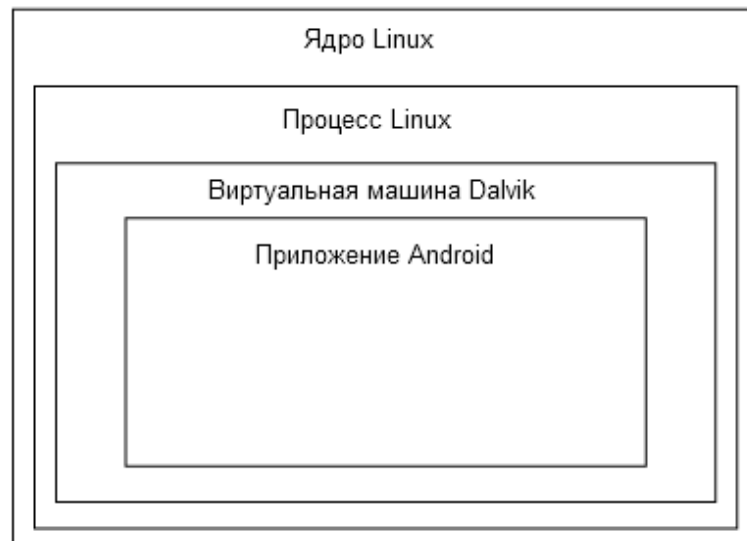 Ядро Linux
Процесс Linux
Виртуальная машина Dalvik
Приложение Android